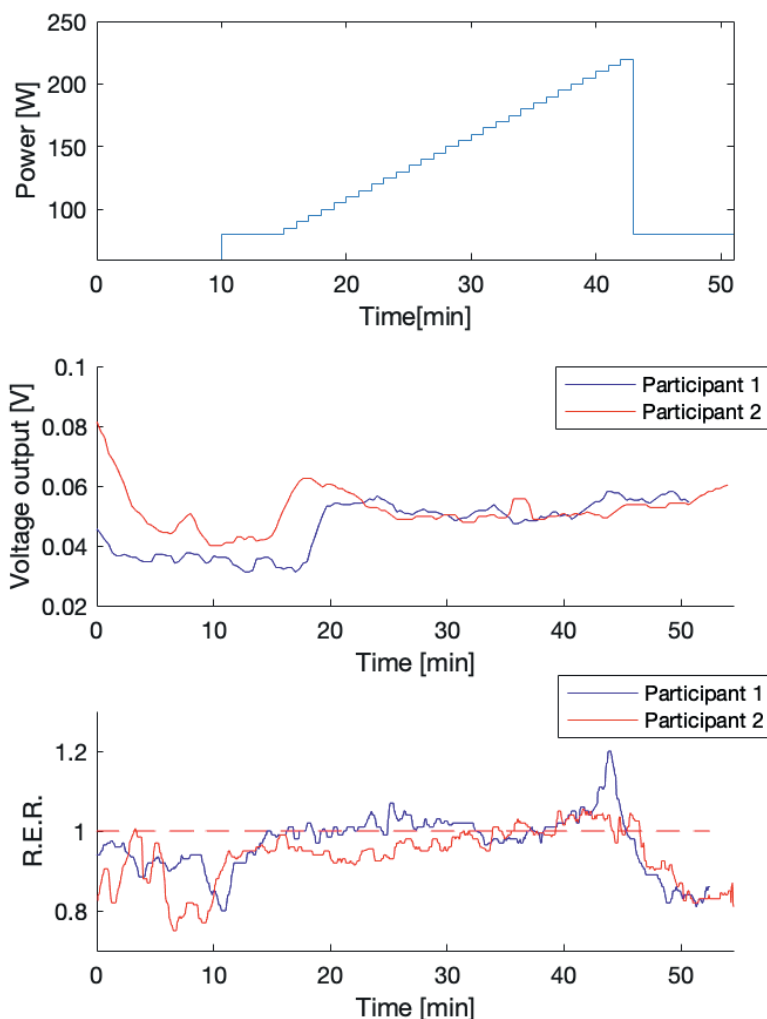 250
200
150
100
Power [W]
0 10 20 30 40 50
Time[min]
0.1
0.08
0.06
0.04
0.02
Voltage output [V]
Participant 1
Participant 2
0 10 20 30 40 50
Time [min]
1.2
1
0.8
R.E.R.
Participant 1
Participant 2
0 10 20 30 40 50
Time [min]